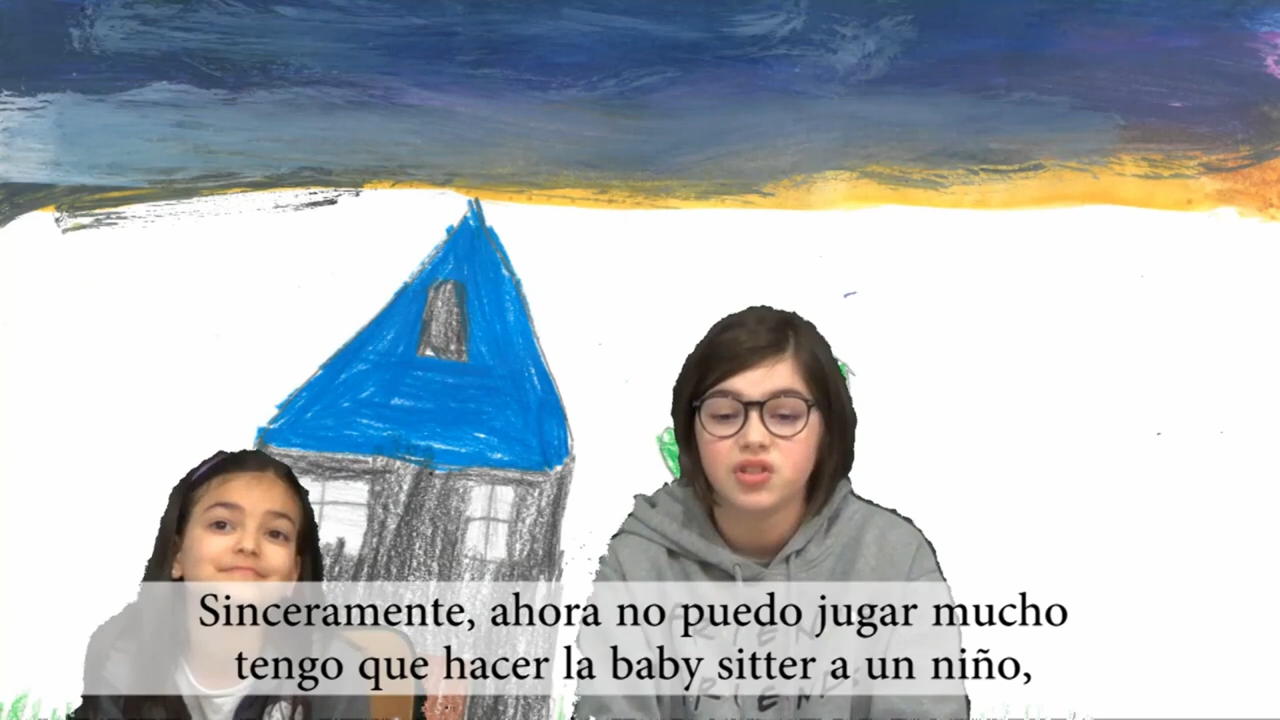 Sinceramente, ahora no puedo jugar mucho
tengo que hacer la baby sitter a un niño,